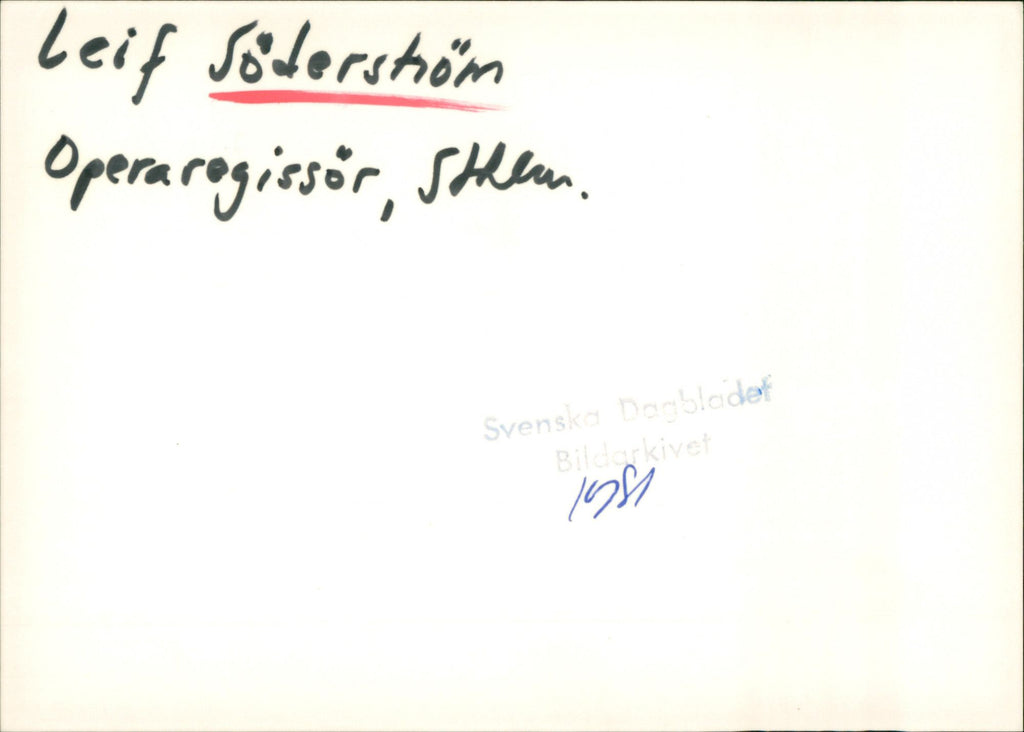 Leif Söderström
Operaregissör, Sthlm.
Svenska Dagbladet
Bildarkivet
1981